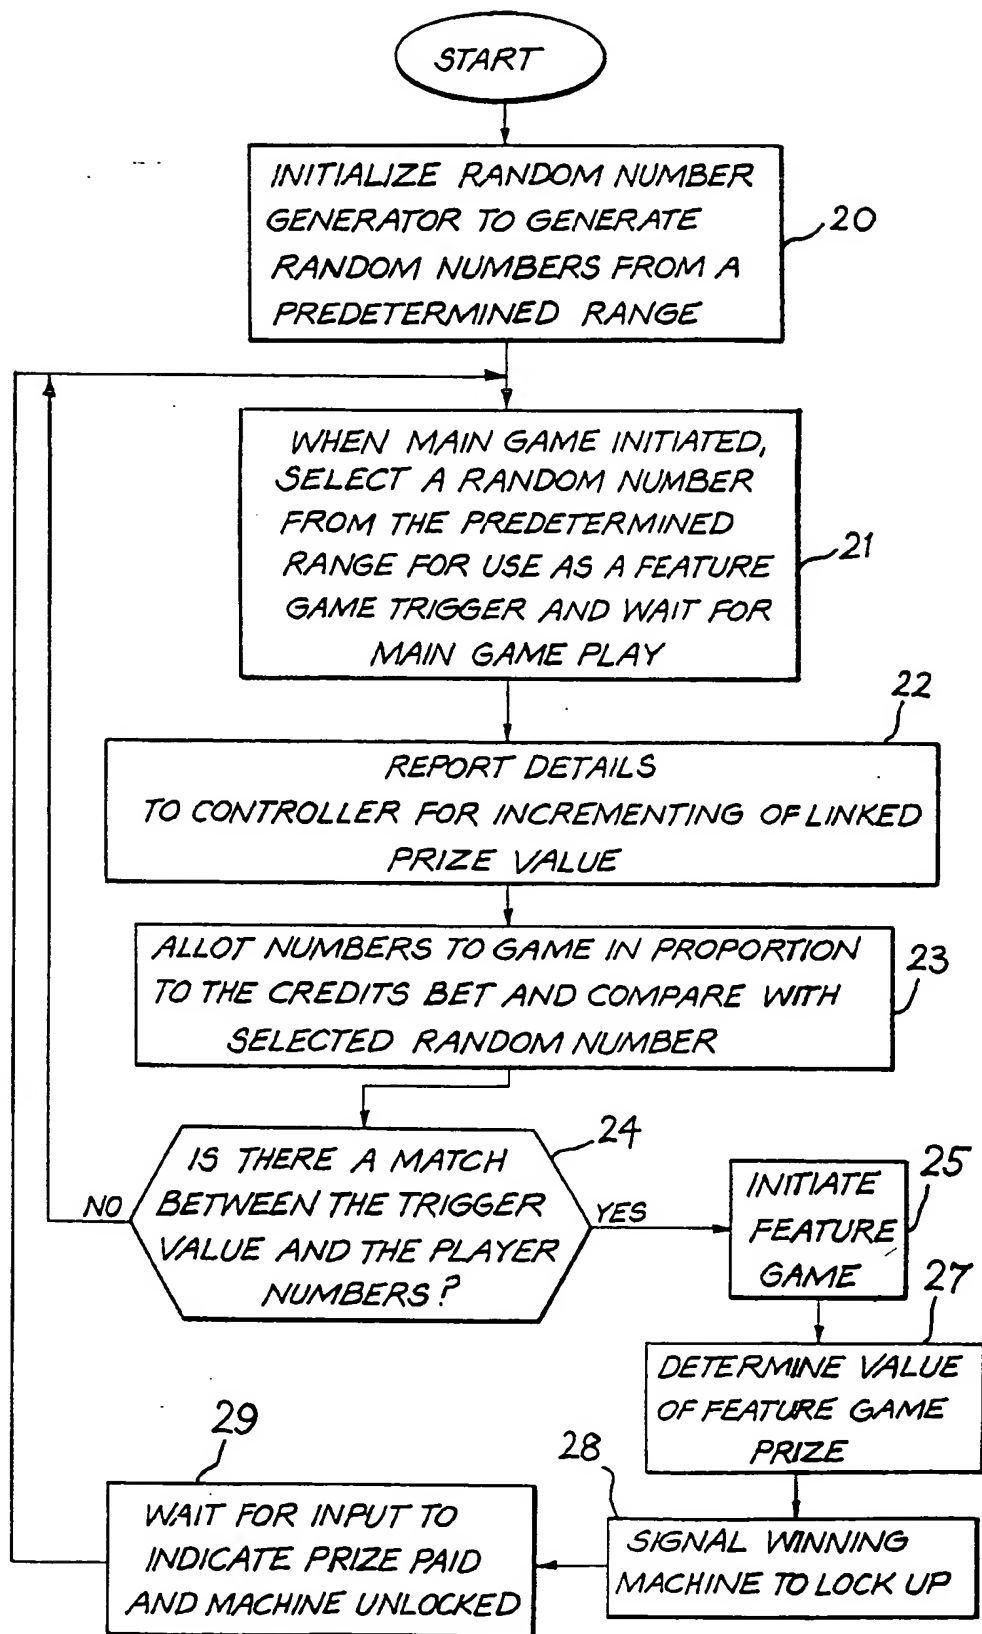 START
INITIALIZE RANDOM NUMBER
GENERATOR TO GENERATE
RANDOM NUMBERS FROM A
PREDETERMINED RANGE
20
WHEN MAIN GAME INITIATED,
SELECT A RANDOM NUMBER
FROM THE PREDETERMINED
RANGE FOR USE AS A FEATURE
GAME TRIGGER AND WAIT FOR
MAIN GAME PLAY
21
22
REPORT DETAILS
TO CONTROLLER FOR INCREMENTING OF LINKED
PRIZE VALUE
ALLOT NUMBERS TO GAME IN PROPORTION
TO THE CREDITS BET AND COMPARE WITH
SELECTED RANDOM NUMBER
23
24
IS THERE A MATCH
BETWEEN THE TRIGGER
VALUE AND THE PLAYER
NUMBERS?
NO
YES
INITIATE
FEATURE
GAME
25
27
DETERMINE VALUE
OF FEATURE GAME
PRIZE
28
SIGNAL WINNING
MACHINE TO LOCK UP
29
WAIT FOR INPUT TO
INDICATE PRIZE PAID
AND MACHINE UNLOCKED